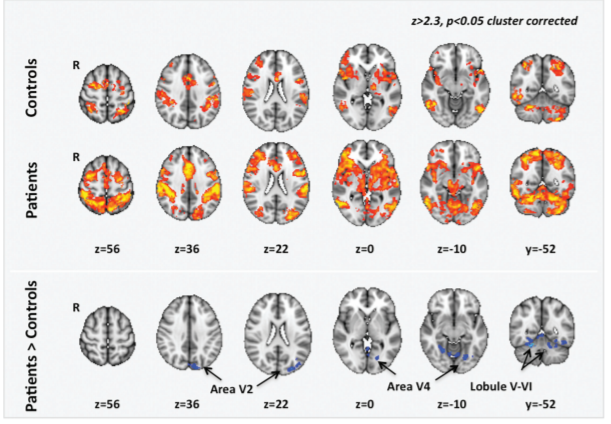 z>2.3, p<0.05 cluster corrected
Controls
R
Patients
R
z=56 z=36 z=22 z=0 z=-10 y=-52
Patients > Controls
R
Area V2 Area V4 Lobule V-VI
z=56 z=36 z=22 z=0 z=-10 y=-52